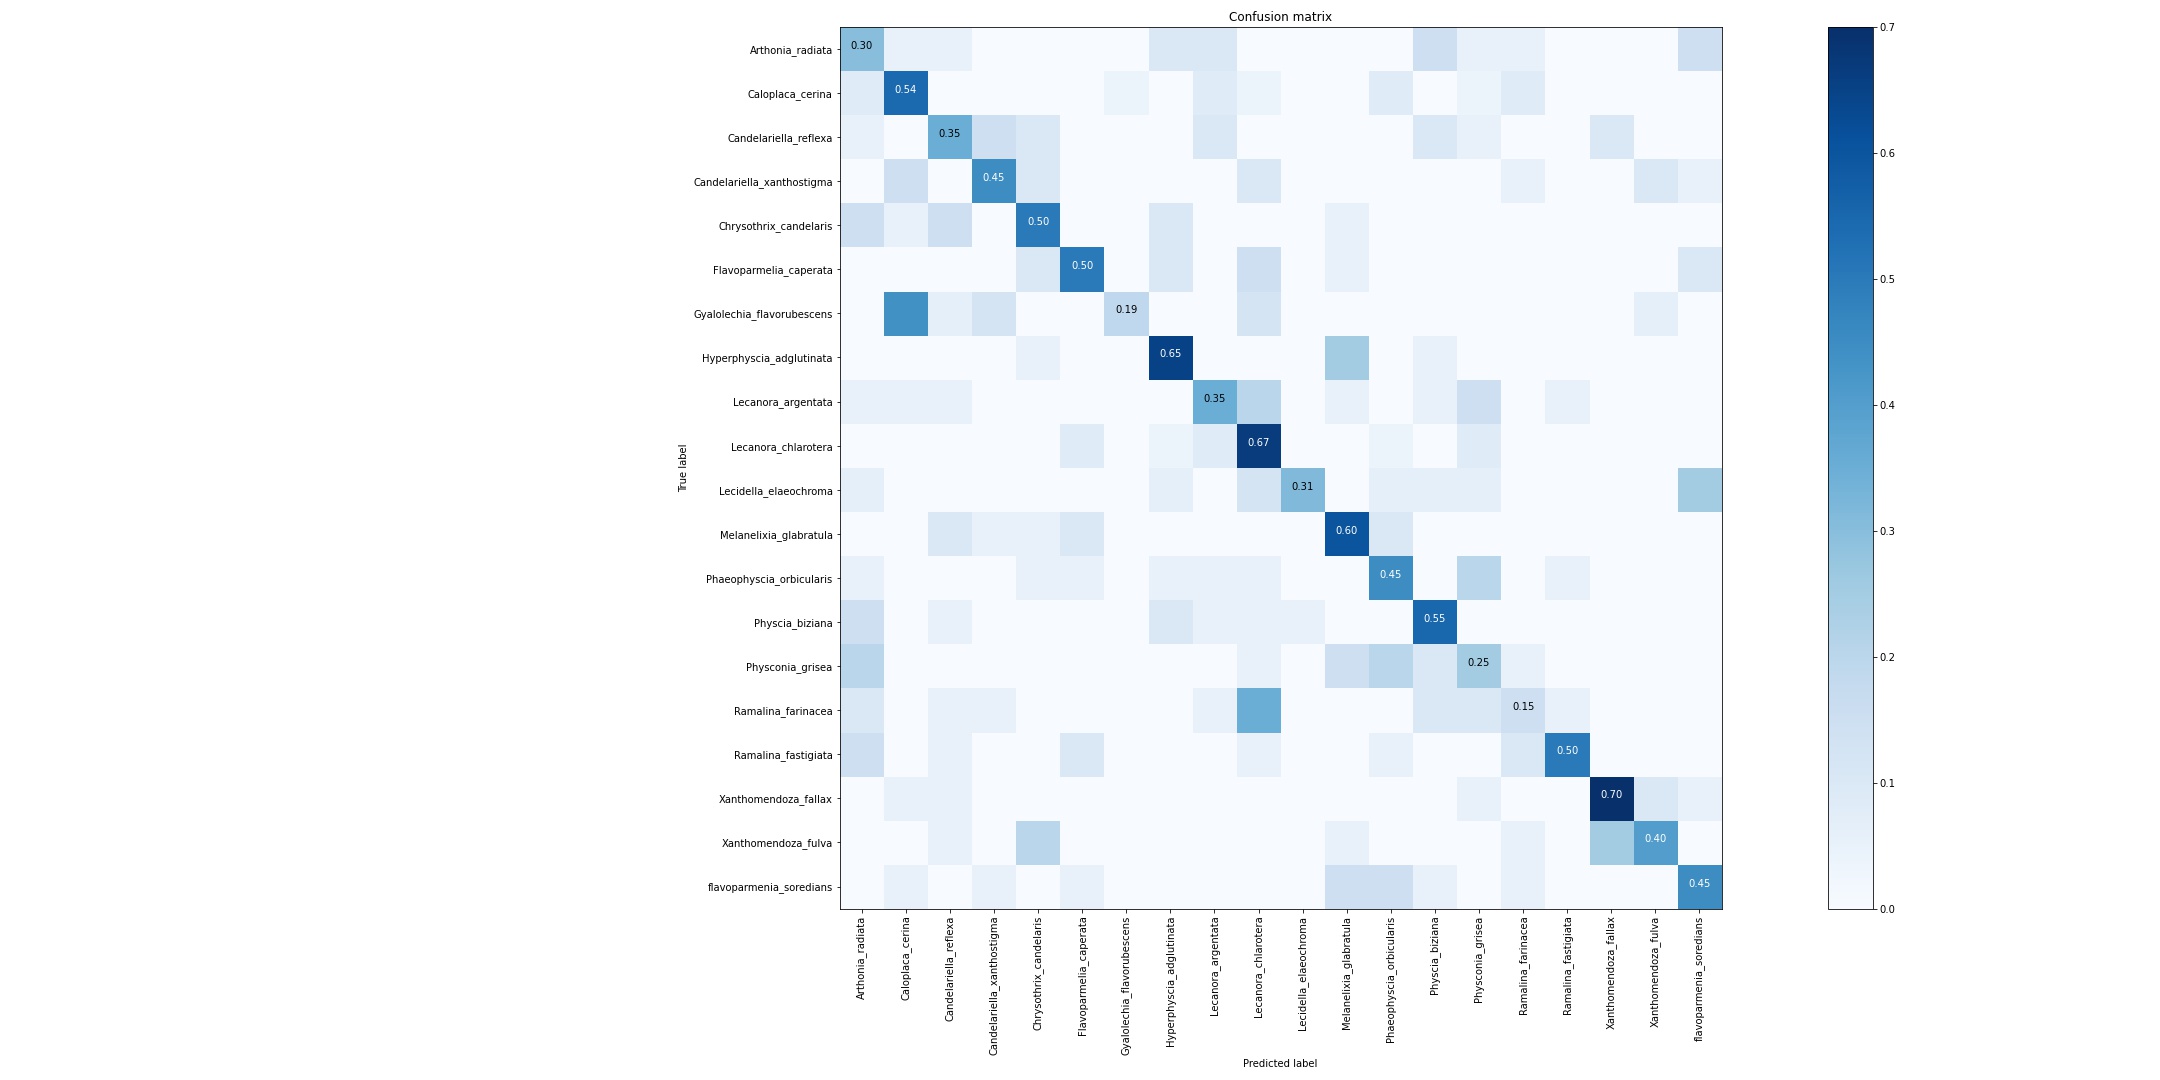 Confusion matrix
Arthonia_radiata
Caloplaca_cerina
Candelariella_reflexa
Candelariella_xanthostigma
Chrysothrix_candelaris
Flavoparmelia_caperata
Gyalolechia_flavorubescens
Hyperphyscia_adglutinata
Lecanora_argentata
Lecanora_chlarotera
Lecidella_elaeochroma
Melanelixia_glabratula
Phaeophyscia_orbicularis
Physcia_biziana
Physconia_grisea
Ramalina_farinacea
Ramalina_fastigiata
Xanthomendoza_fallax
Xanthomendoza_fulva
flavoparmenia_soredians
True label
0.30
0.54
0.35
0.45
0.50
0.50
0.19
0.65
0.35
0.67
0.31
0.60
0.45
0.55
0.25
0.15
0.50
0.70
0.40
0.45
Arthonia_radiata
Caloplaca_cerina
Candelariella_reflexa
Candelariella_xanthostigma
Chrysothrix_candelaris
Flavoparmelia_caperata
Gyalolechia_flavorubescens
Hyperphyscia_adglutinata
Lecanora_argentata
Lecanora_chlarotera
Lecidella_elaeochroma
Melanelixia_glabratula
Phaeophyscia_orbicularis
Physcia_biziana
Physconia_grisea
Ramalina_farinacea
Ramalina_fastigiata
Xanthomendoza_fallax
Xanthomendoza_fulva
flavoparmenia_soredians
Predicted label
0.7
0.6
0.5
0.4
0.3
0.2
0.1
0.0